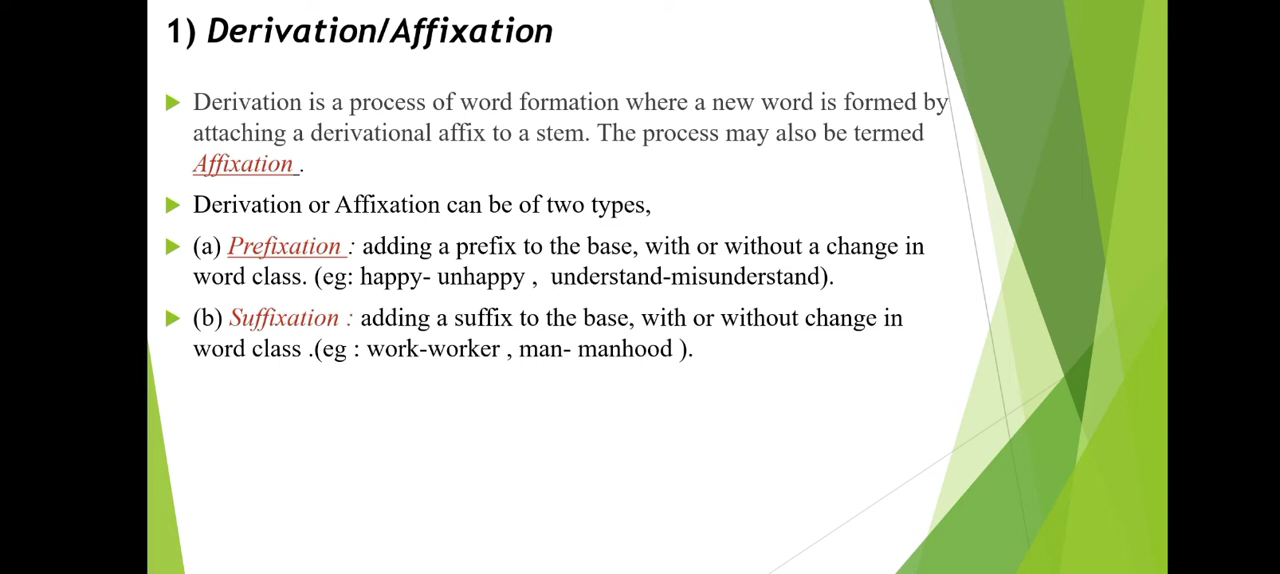 1) Derivation/Affixation
Derivation is a process of word formation where a new word is formed by
attaching a derivational affix to a stem. The process may also be termed
Affixation .
Derivation or Affixation can be of two types,
(a) Prefixation : adding a prefix to the base, with or without a change in
word class. (eg: happy- unhappy , understand-misunderstand).
(b) Suffixation : adding a suffix to the base, with or without change in
word class .(eg : work-worker , man- manhood ).